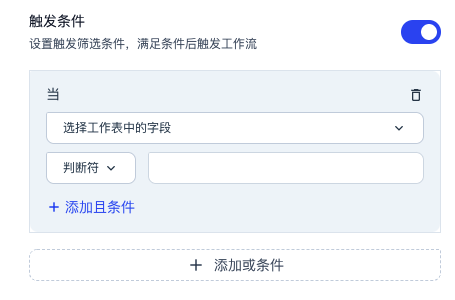 触发条件
设置触发筛选条件，满足条件后触发工作流
当
选择工作表中的字段
判断符
+ 添加且条件
+ 添加或条件